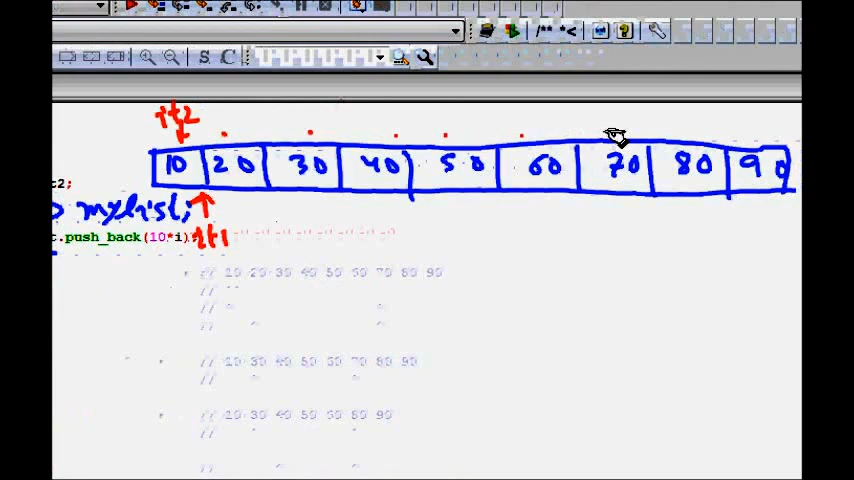 it2
10 20 30 40 50 60 70 80 90
t2;
> mylist;
t.push_back(10*i); it1
// 10 20 30 40 50 60 70 80 90
// ^^
// ^ ^
// ^ ^
// 10 30 40 50 60 70 80 90
// ^ ^
// 10 30 40 50 60 80 90
// ^ ^
// ^ ^